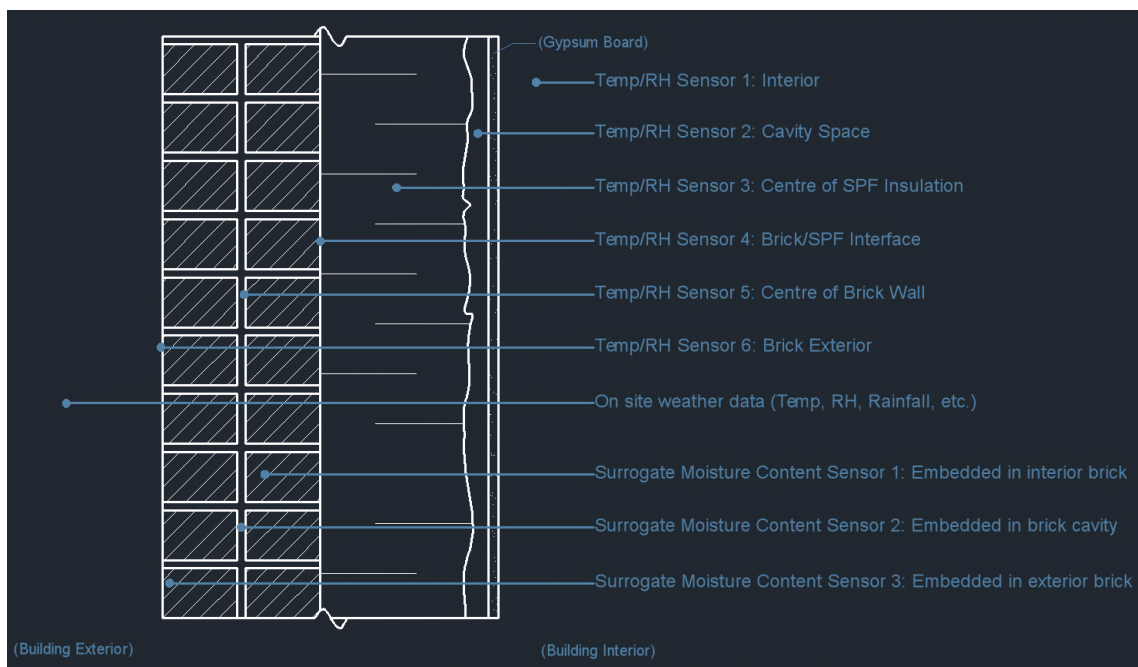 (Gypsum Board)
Temp/RH Sensor 1: Interior
Temp/RH Sensor 2: Cavity Space
Temp/RH Sensor 3: Centre of SPF Insulation
Temp/RH Sensor 4: Brick/SPF Interface
Temp/RH Sensor 5: Centre of Brick Wall
Temp/RH Sensor 6: Brick Exterior
On site weather data (Temp, RH, Rainfall, etc.)
Surrogate Moisture Content Sensor 1: Embedded in interior brick
Surrogate Moisture Content Sensor 2: Embedded in brick cavity
Surrogate Moisture Content Sensor 3: Embedded in exterior brick
(Building Exterior)
(Building Interior)